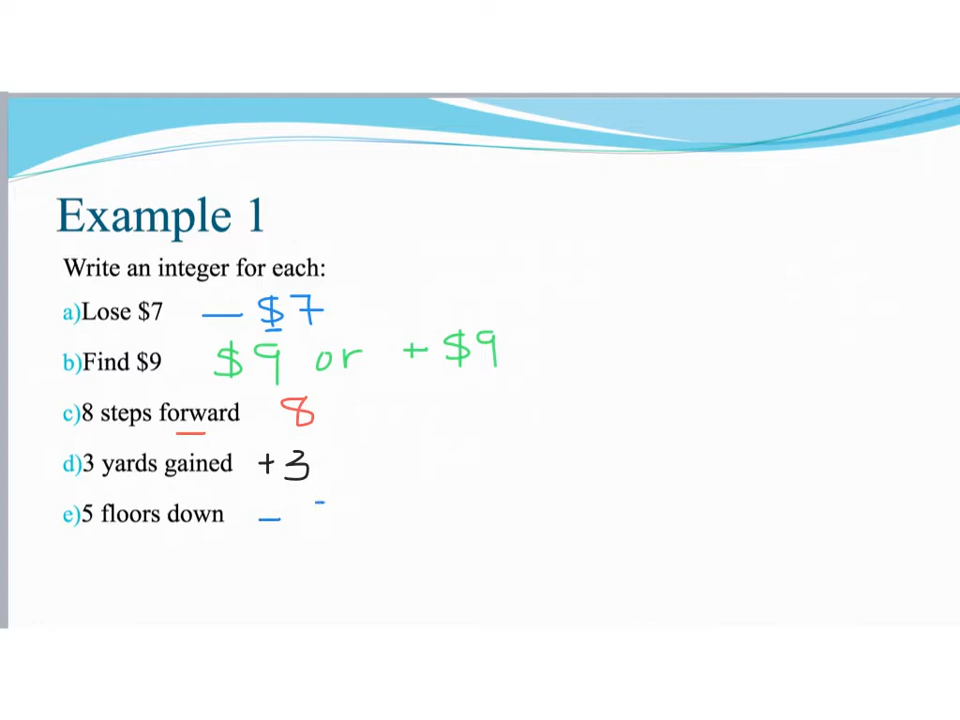 Example 1
Write an integer for each:
a)Lose $7 — $7
b)Find $9 $9 or + $9
c)8 steps forward 8
d)3 yards gained +3
e)5 floors down –